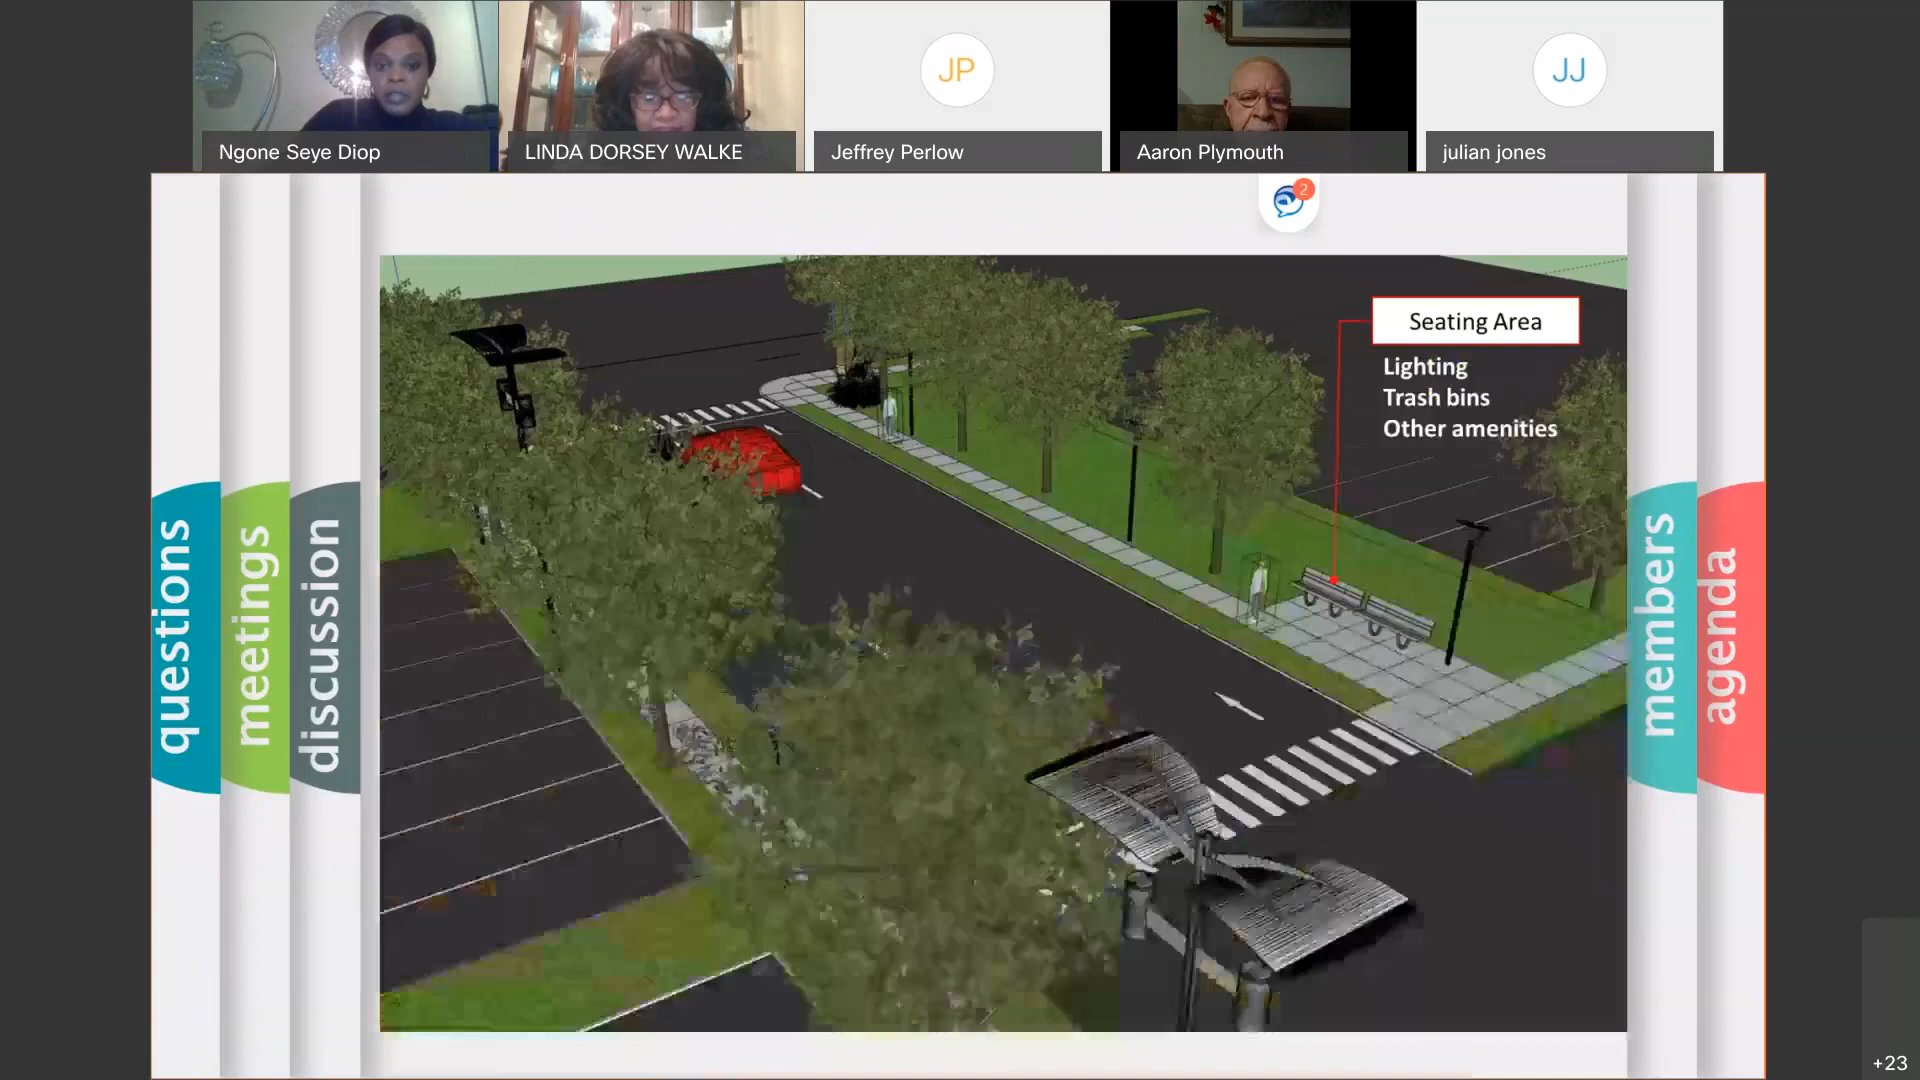 Ngone Seye Diop
LINDA DORSEY WALKE
JP
Jeffrey Perlow
Aaron Plymouth
JJ
julian jones
2
questions
meetings
discussion
Seating Area
Lighting
Trash bins
Other amenities
members
agenda
+23